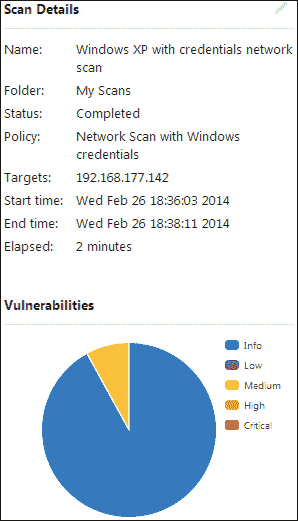 Scan Details
Name: Windows XP with credentials network
scan
Folder: My Scans
Status: Completed
Policy: Network Scan with Windows
credentials
Targets: 192.168.177.142
Start time: Wed Feb 26 18:36:03 2014
End time: Wed Feb 26 18:38:11 2014
Elapsed: 2 minutes
Vulnerabilities
Info
Low
Medium
High
Critical